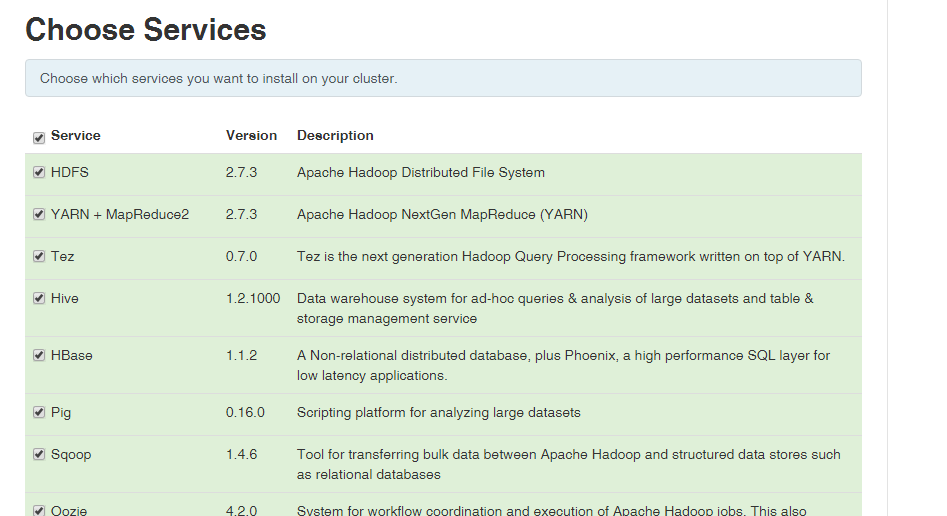 Choose Services
Choose which services you want to install on your cluster.
Service Version Description
HDFS 2.7.3 Apache Hadoop Distributed File System
YARN + MapReduce2 2.7.3 Apache Hadoop NextGen MapReduce (YARN)
Tez 0.7.0 Tez is the next generation Hadoop Query Processing framework written on top of YARN.
Hive 1.2.1000 Data warehouse system for ad-hoc queries & analysis of large datasets and table &
storage management service
HBase 1.1.2 A Non-relational distributed database, plus Phoenix, a high performance SQL layer for
low latency applications.
Pig 0.16.0 Scripting platform for analyzing large datasets
Sqoop 1.4.6 Tool for transferring bulk data between Apache Hadoop and structured data stores such
as relational databases
Oozie 4.2.0 System for workflow coordination and execution of Apache Hadoop jobs. This also